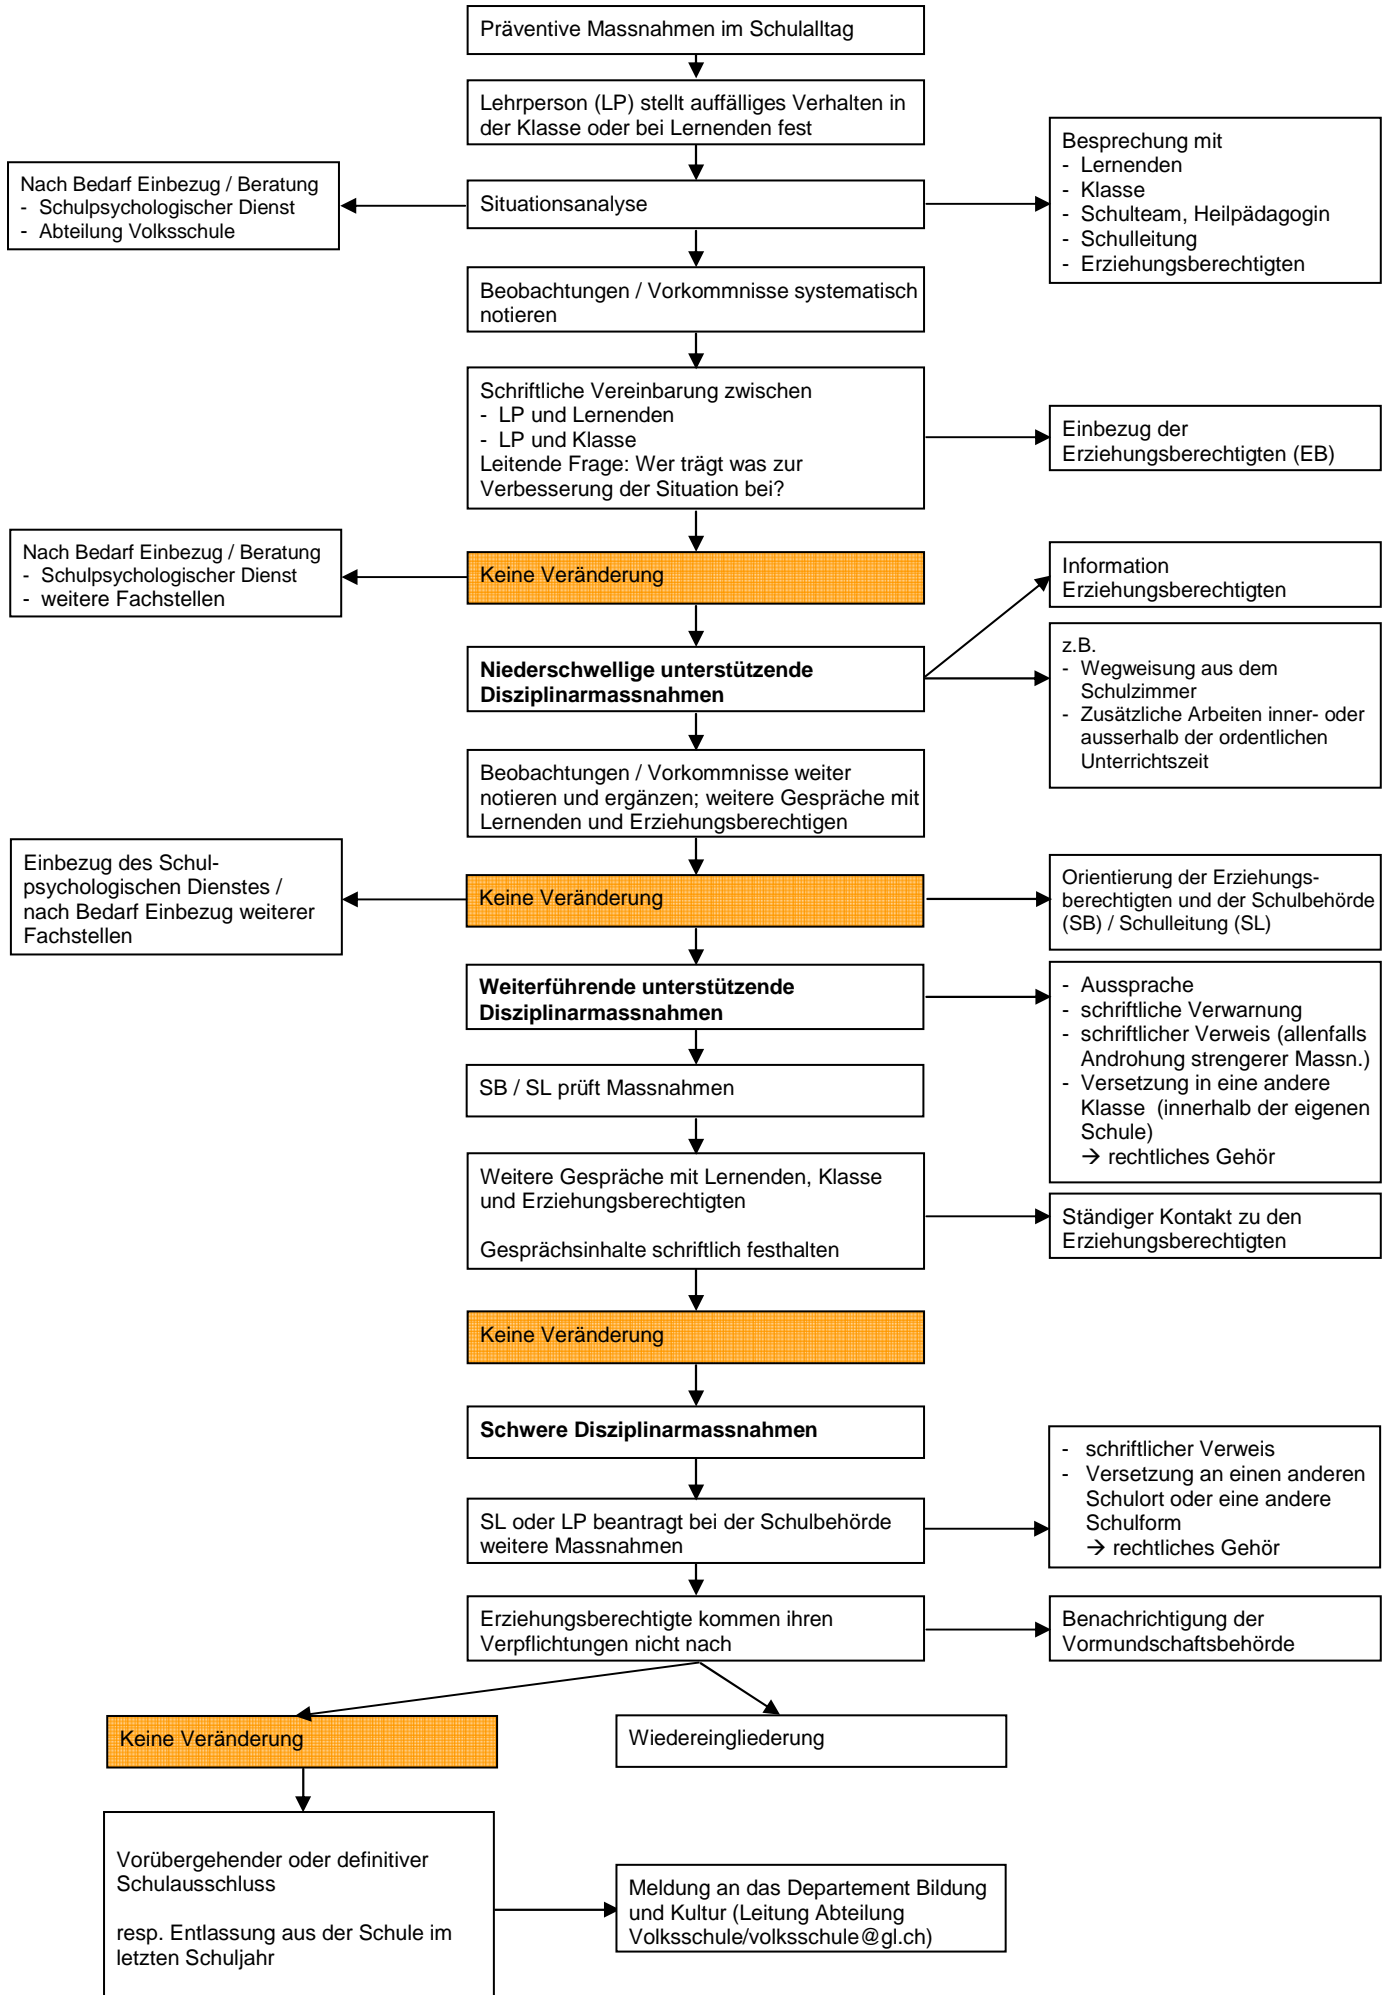 Präventive Massnahmen im Schulalltag
Lehrperson (LP) stellt auffälliges Verhalten in
der Klasse oder bei Lernenden fest
Nach Bedarf Einbezug / Beratung
- Schulpsychologischer Dienst
- Abteilung Volksschule
Situationsanalyse
Besprechung mit
- Lernenden
- Klasse
- Schulteam, Heilpädagogin
- Schulleitung
- Erziehungsberechtigten
Beobachtungen / Vorkommnisse systematisch
notieren
Schriftliche Vereinbarung zwischen
- LP und Lernenden
- LP und Klasse
Leitende Frage: Wer trägt was zur
Verbesserung der Situation bei?
Einbezug der
Erziehungsberechtigten (EB)
Nach Bedarf Einbezug / Beratung
- Schulpsychologischer Dienst
- weitere Fachstellen
Keine Veränderung
Information
Erziehungsberechtigten
Niederschwellige unterstützende
Disziplinarmassnahmen
z.B.
- Wegweisung aus dem
Schulzimmer
- Zusätzliche Arbeiten inner- oder
ausserhalb der ordentlichen
Unterrichtszeit
Beobachtungen / Vorkommnisse weiter
notieren und ergänzen; weitere Gespräche mit
Lernenden und Erziehungsberechtigen
Einbezug des Schul-
psychologischen Dienstes /
nach Bedarf Einbezug weiterer
Fachstellen
Keine Veränderung
Orientierung der Erziehungs-
berechtigten und der Schulbehörde
(SB) / Schulleitung (SL)
Weiterführende unterstützende
Disziplinarmassnahmen
- Aussprache
- schriftliche Verwarnung
- schriftlicher Verweis (allenfalls
Androhung strengerer Massn.)
- Versetzung in eine andere
Klasse (innerhalb der eigenen
Schule)
→ rechtliches Gehör
SB / SL prüft Massnahmen
Weitere Gespräche mit Lernenden, Klasse
und Erziehungsberechtigten
Gesprächsinhalte schriftlich festhalten
Ständiger Kontakt zu den
Erziehungsberechtigten
Keine Veränderung
Schwere Disziplinarmassnahmen
SL oder LP beantragt bei der Schulbehörde
weitere Massnahmen
- schriftlicher Verweis
- Versetzung an einen anderen
Schulort oder eine andere
Schulform
→ rechtliches Gehör
Erziehungsberechtigte kommen ihren
Verpflichtungen nicht nach
Benachrichtigung der
Vormundschaftsbehörde
Keine Veränderung
Wiedereingliederung
Vorübergehender oder definitiver
Schulausschluss
resp. Entlassung aus der Schule im
letzten Schuljahr
Meldung an das Departement Bildung
und Kultur (Leitung Abteilung
Volksschule/volksschule@gl.ch)